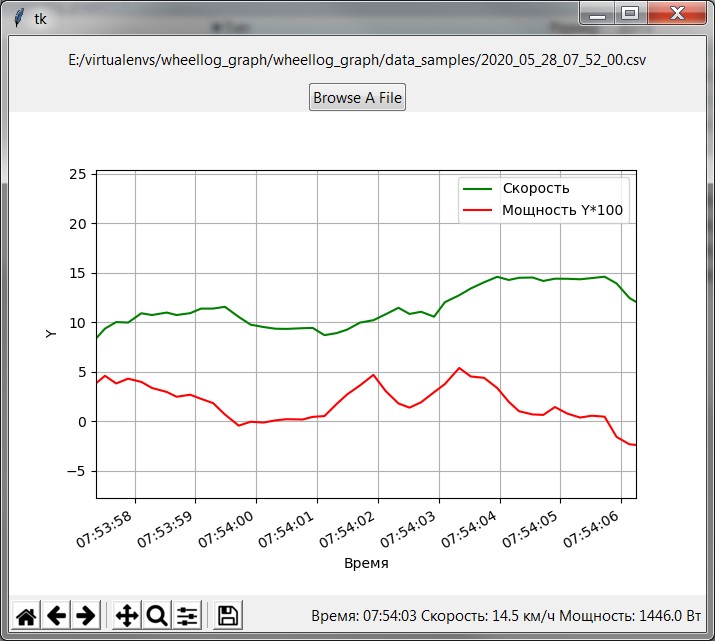 tk
E:/virtualenvs/wheellog_graph/wheellog_graph/data_samples/2020_05_28_07_52_00.csv
Browse A File
25
20
15
10
5
0
−5
Y
Скорость
Мощность Y*100
07:53:58
07:53:59
07:54:00
07:54:01
07:54:02
07:54:03
07:54:04
07:54:05
07:54:06
Время
Время: 07:54:03 Скорость: 14.5 км/ч Мощность: 1446.0 Вт